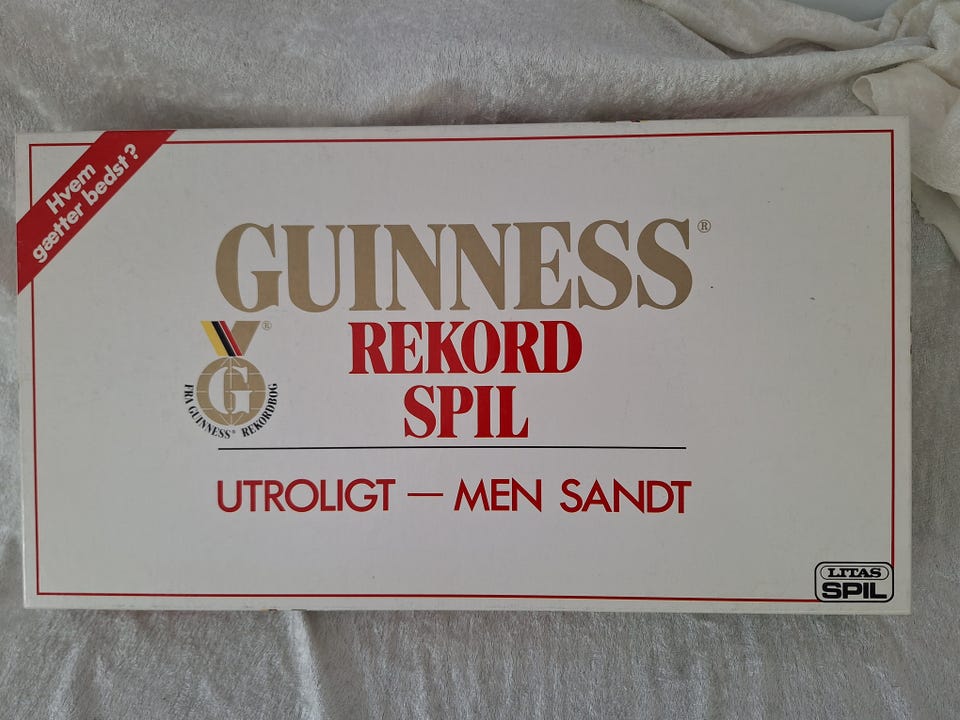 Hvem
gætter bedst?
GUINNESS®
REKORD
SPIL
®
G
FRA GUINNESS® REKORDBOG
UTROLIGT — MEN SANDT
LITAS
SPIL